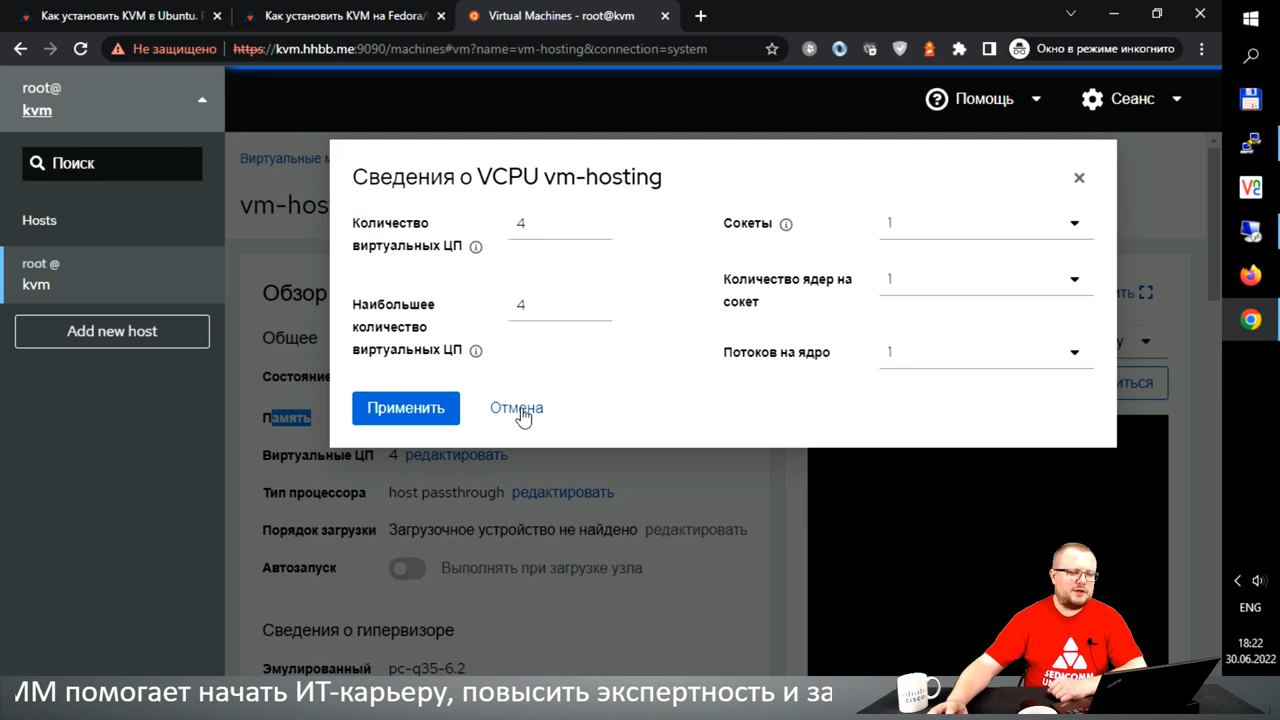 Как установить KVM в Ubuntu.
Как установить KVM на Fedora/
Virtual Machines - root@kvm
Не защищено
https://kvm.hhbb.me:9090/machines#vm?name=vm-hosting&connection=system
Окно в режиме инкогнито
root@
kvm
Поиск
Hosts
root @
kvm
Add new host
Помощь
Сеанс
Виртуальные м
vm-hos
Сведения о VCPU vm-hosting
Количество
виртуальных ЦП
4
Наибольшее
количество
виртуальных ЦП
4
Сокеты
1
Количество ядер на
сокет
1
Потоков на ядро
1
Применить
Отмена
Обзор
Общее
Состояние
Память
Виртуальные ЦП 4 редактировать
Тип процессора host passthrough редактировать
Порядок загрузки Загрузочное устройство не найдено редактировать
Автозапуск Выполнять при загрузке узла
Сведения о гипервизоре
Эмулированный pc-q35-6.2
ить
у
иться
ENG
18:22
30.06.2022
CISCO
SEDICOMM
ИМ помогает начать ИТ-карьеру, повысить экспертность и за